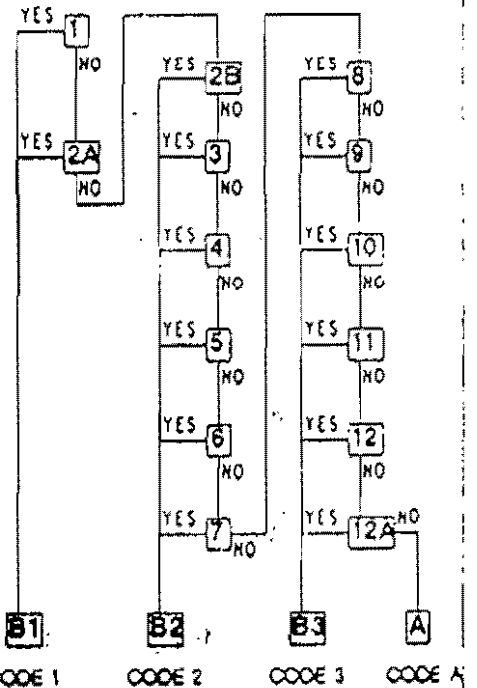 YES 1
NO
YES 2A
NO
YES 2B
NO
YES 3
NO
YES 4
NO
YES 5
NO
YES 6
NO
YES 7
NO
YES 8
NO
YES 9
NO
YES 10
NO
YES 11
NO
YES 12
NO
YES 12A NO
B1 B2 B3 A
CODE 1 CODE 2 CODE 3 CODE A